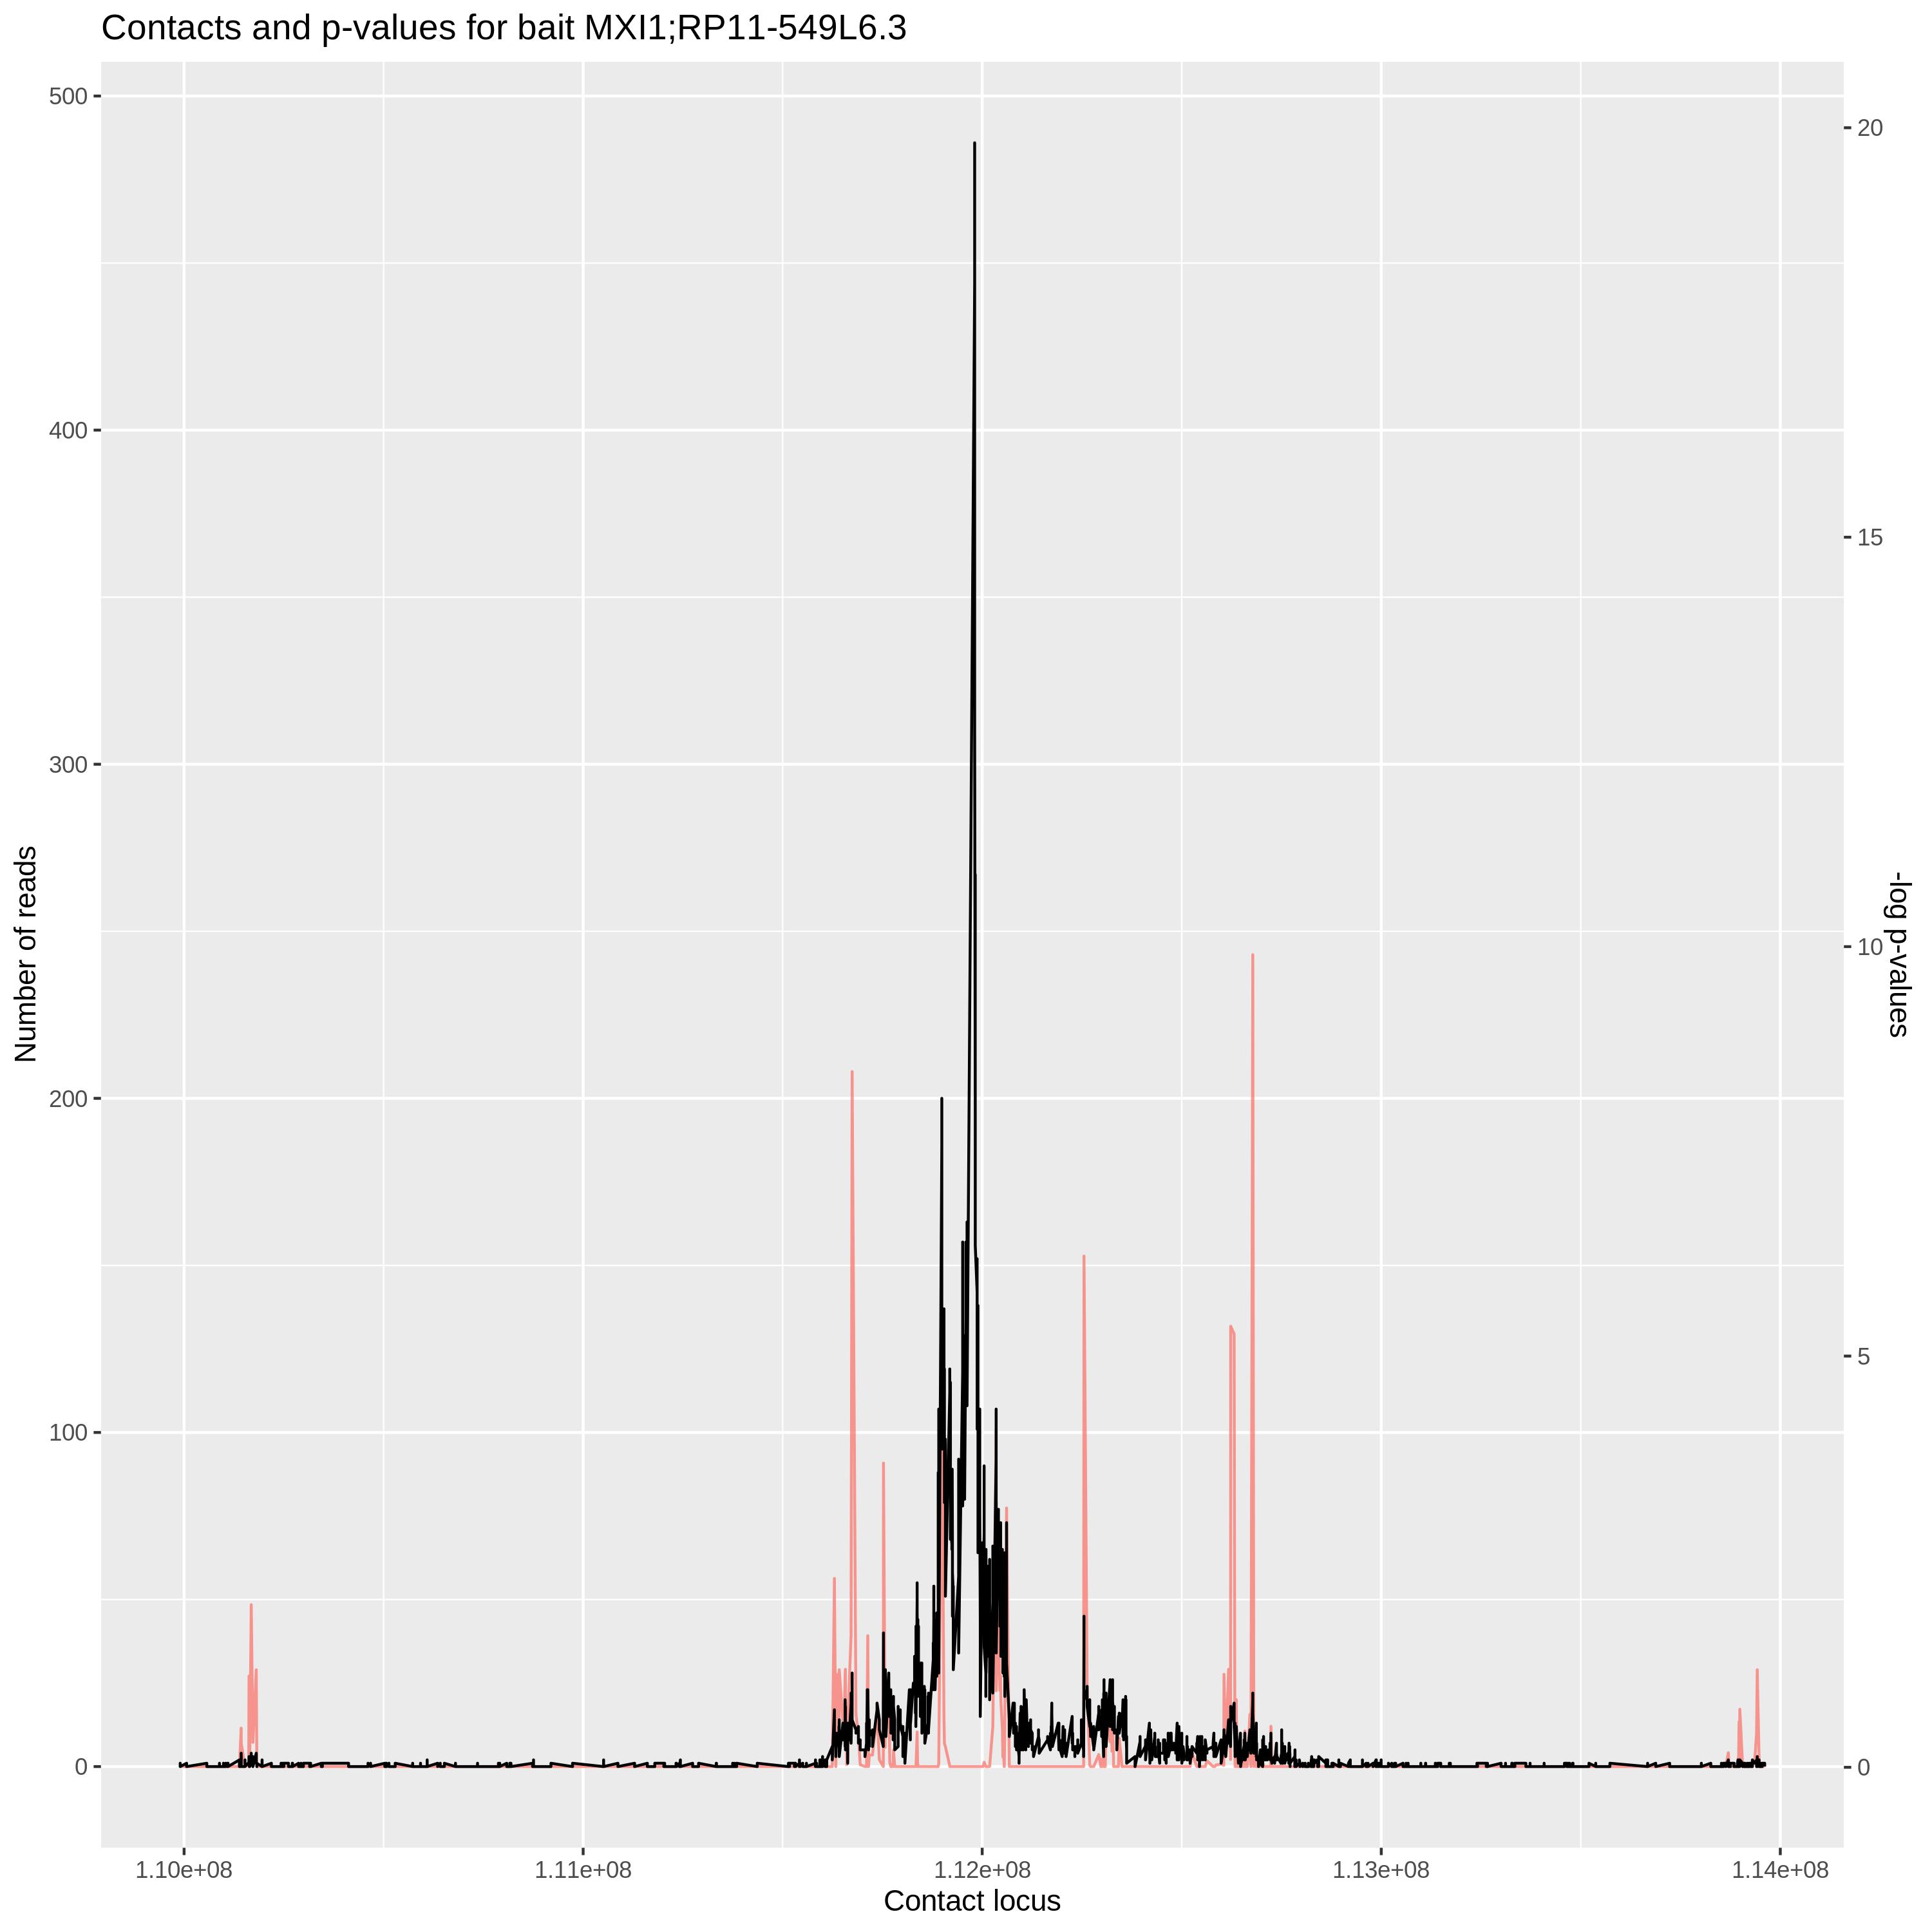 Contacts and p-values for bait MXI1;RP11-549L6.3
500
400
300
200
100
0
Number of reads
20
15
10
5
0
-log p-values
1.10e+08
1.11e+08
1.12e+08
1.13e+08
1.14e+08
Contact locus